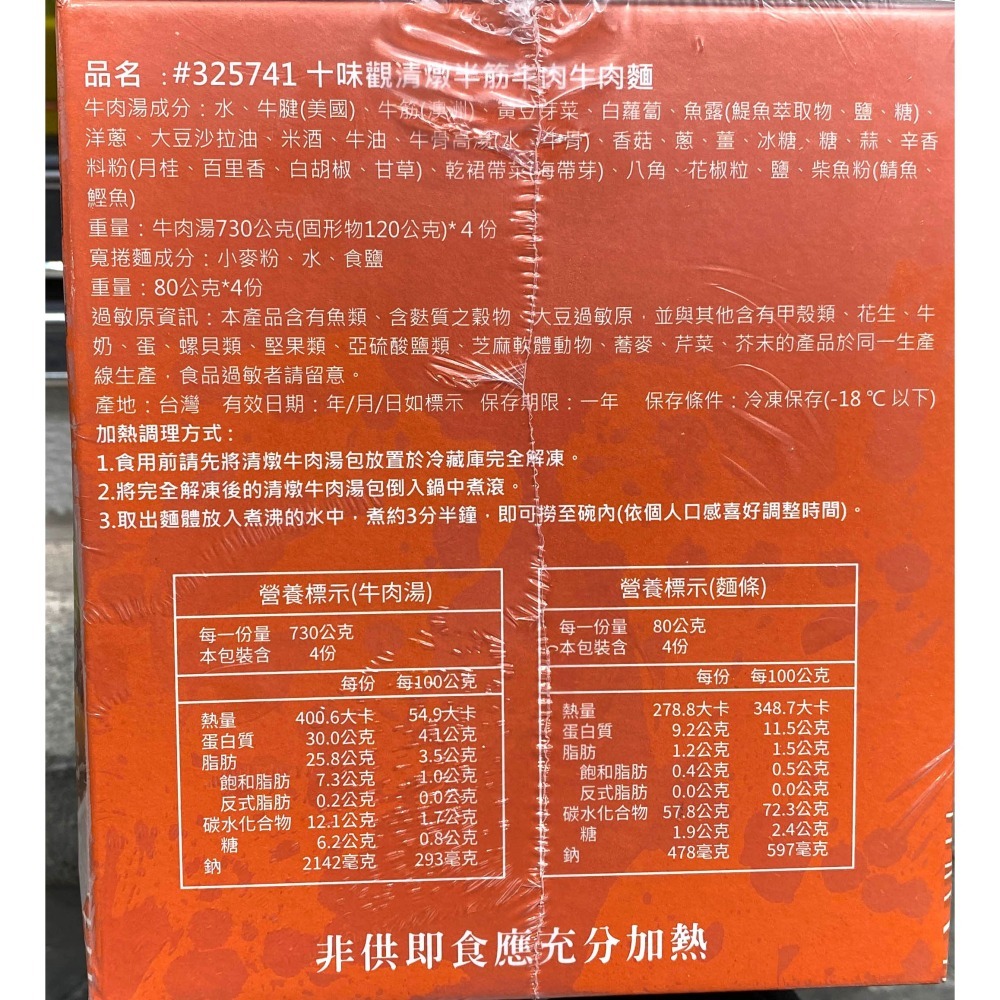 品名 :#325741 十味觀清燉半筋半肉牛肉麵
牛肉湯成分：水、牛腱(美國)、牛筋(澳洲)、黃豆芽菜、白蘿蔔、魚露(鯷魚萃取物、鹽、糖)、
洋蔥、大豆沙拉油、米酒、牛油、牛骨高湯(水、牛骨)、香菇、蔥、薑、冰糖、糖、蒜、辛香
料粉(月桂、百里香、白胡椒、甘草)、乾裙帶菜(海帶芽)、八角、花椒粒、鹽、柴魚粉(鯖魚、
鰹魚)
重量：牛肉湯730公克(固形物120公克)*４份
寬捲麵成分：小麥粉、水、食鹽
重量：80公克*4份
過敏原資訊：本產品含有魚類、含麩質之穀物、大豆過敏原，並與其他含有甲殼類、花生、牛
奶、蛋、螺貝類、堅果類、亞硫酸鹽類、芝麻軟體動物、蕎麥、芹菜、芥末的產品於同一生產
線生產，食品過敏者請留意。
產地：台灣 有效日期：年/月/日如標示 保存期限：一年 保存條件：冷凍保存(-18 ℃ 以下)
加熱調理方式：
1.食用前請先將清燉牛肉湯包放置於冷藏庫完全解凍。
2.將完全解凍後的清燉牛肉湯包倒入鍋中煮滾。
3.取出麵體放入煮沸的水中，煮約3分半鐘，即可撈至碗內(依個人口感喜好調整時間)。
營養標示(牛肉湯)
每一份量 730公克
本包裝含 4份
每份 每100公克
熱量 400.6大卡 54.9大卡
蛋白質 30.0公克 4.1公克
脂肪 25.8公克 3.5公克
飽和脂肪 7.3公克 1.0公克
反式脂肪 0.2公克 0.0公克
碳水化合物 12.1公克 1.7公克
糖 6.2公克 0.8公克
鈉 2142毫克 293毫克
營養標示(麵條)
每一份量 80公克
本包裝含 4份
每份 每100公克
熱量 278.8大卡 348.7大卡
蛋白質 9.2公克 11.5公克
脂肪 1.2公克 1.5公克
飽和脂肪 0.4公克 0.5公克
反式脂肪 0.0公克 0.0公克
碳水化合物 57.8公克 72.3公克
糖 1.9公克 2.4公克
鈉 478毫克 597毫克
非供即食應充分加熱